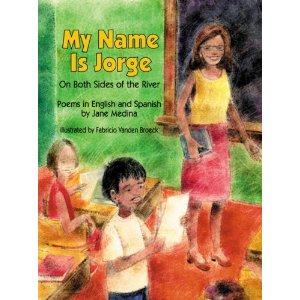 My Name
Is Jorge
On Both Sides of the River
Poems in English and Spanish
by Jane Medina
Illustrated by Fabricio Vanden Broeck